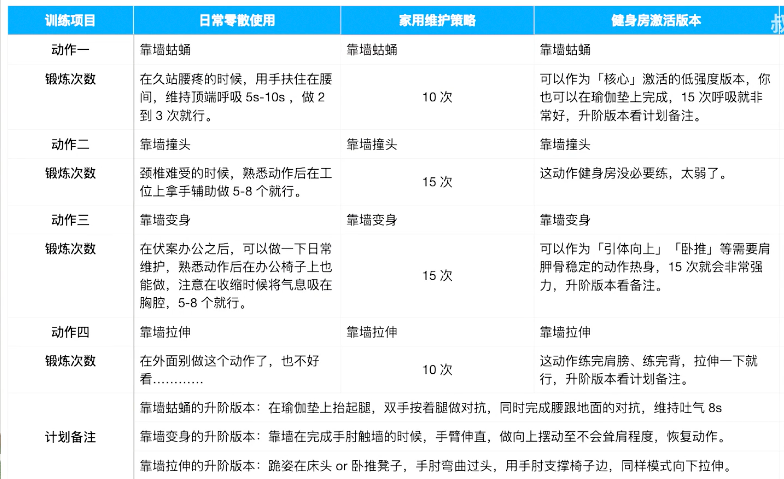 训练项目 日常零散使用 家用维护策略 健身房激活版本
动作一 靠墙蛄蛹 靠墙蛄蛹 靠墙蛄蛹
锻炼次数
在久站腰疼的时候，用手扶住在腰
间，维持顶端呼吸 5s-10s ，做 2
到 3 次就行。
10 次
可以作为「核心」激活的低强度版本，你
也可以在瑜伽垫上完成，15 次呼吸就非
常好，升阶版本看计划备注。
动作二 靠墙撞头 靠墙撞头 靠墙撞头
锻炼次数
颈椎难受的时候，熟悉动作后在工
位上拿手辅助做 5-8 个就行。
15 次
这动作健身房没必要练，太弱了。
动作三 靠墙变身 靠墙变身 靠墙变身
锻炼次数
在伏案办公之后，可以做一下日常
维护，熟悉动作后在办公椅子上也
能做，注意在收缩时候将气息吸在
胸腔，5-8 个就行。
15 次
可以作为「引体向上」「卧推」等需要肩
胛骨稳定的动作热身，15 次就会非常强
力，升阶版本看备注。
动作四 靠墙拉伸 靠墙拉伸 靠墙拉伸
锻炼次数
在外面别做这个动作了，也不好
看…………
10 次
这动作练完肩膀、练完背，拉伸一下就
行，升阶版本看计划备注。
计划备注
靠墙蛄蛹的升阶版本：在瑜伽垫上抬起腿，双手按着腿做对抗，同时完成腰跟地面的对抗，维持吐气 8s
靠墙变身的升阶版本：靠墙在完成手肘触墙的时候，手臂伸直，做向上摆动至不会耸肩程度，恢复动作。
靠墙拉伸的升阶版本：跪姿在床头 or 卧推凳子，手肘弯曲过头，用手肘支撑椅子边，同样模式向下拉伸。